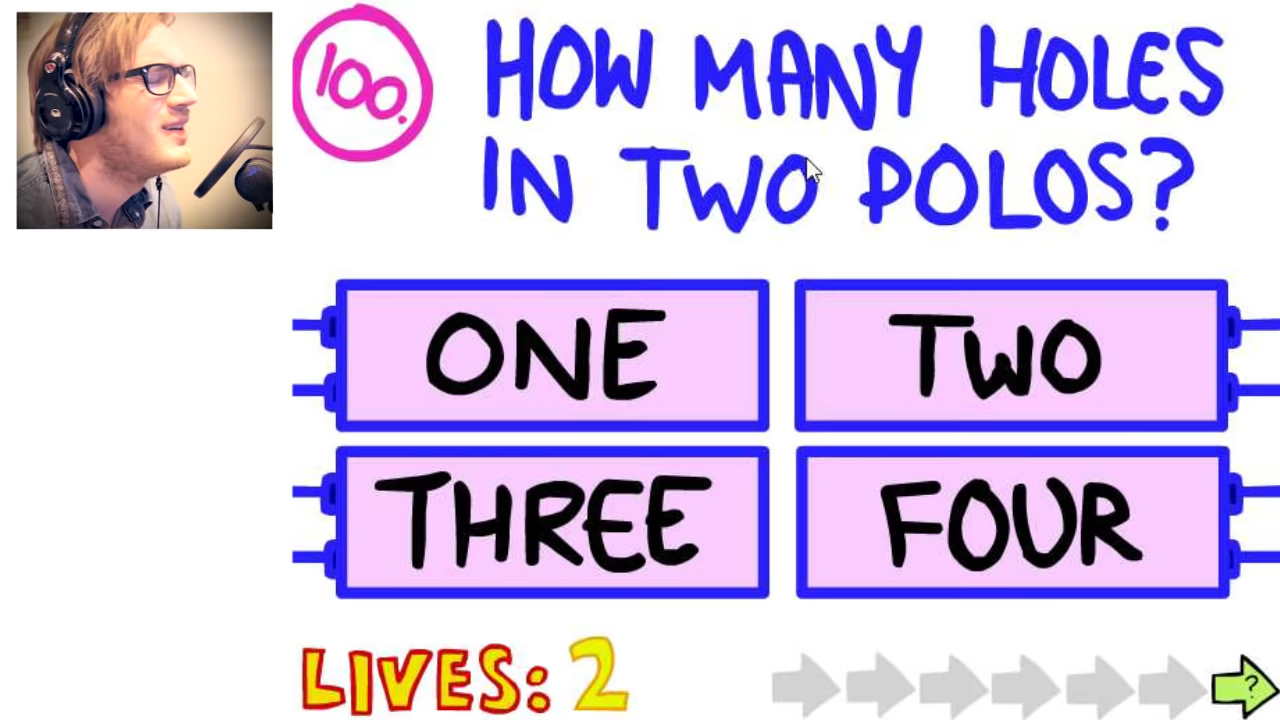 100.
HOW MANY HOLES
IN TWO POLOS?
ONE
TWO
THREE
FOUR
LIVES: 2
?